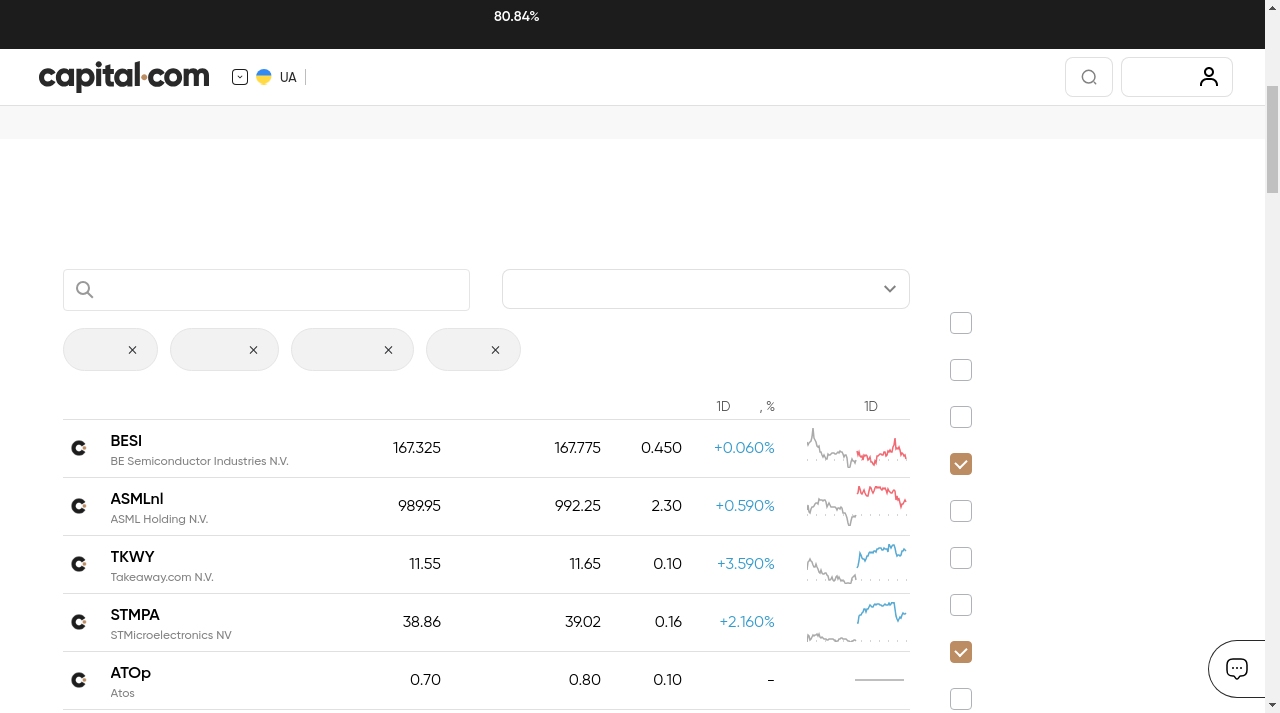 80.84%
capital.com
UA
1D , % 1D
BESI 167.325 167.775 0.450 +0.060%
BE Semiconductor Industries N.V.
ASMLnl 989.95 992.25 2.30 +0.590%
ASML Holding N.V.
TKWY 11.55 11.65 0.10 +3.590%
Takeaway.com N.V.
STMPA 38.86 39.02 0.16 +2.160%
STMicroelectronics NV
ATOp 0.70 0.80 0.10 -
Atos